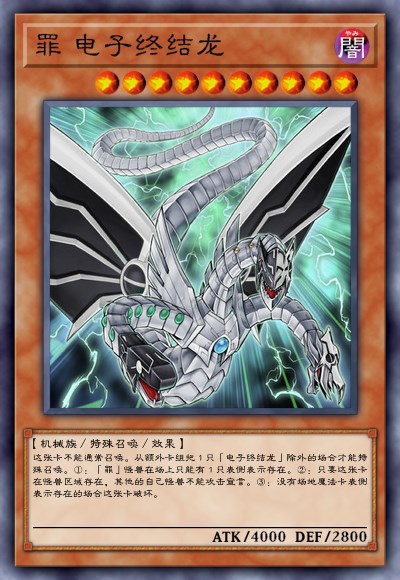 罪 电子终结龙
やみ
闇
【机械族/特殊召唤/效果】
这张卡不能通常召唤。从额外卡组把1只「电子终结龙」除外的场合才能特
殊召唤。①：「罪」怪兽在场上只能有1只表侧表示存在。②：只要这张卡
在怪兽区域存在，其他的自己怪兽不能攻击宣言。③：没有场地魔法卡表侧
表示存在的场合这张卡破坏。
ATK/4000 DEF/2800